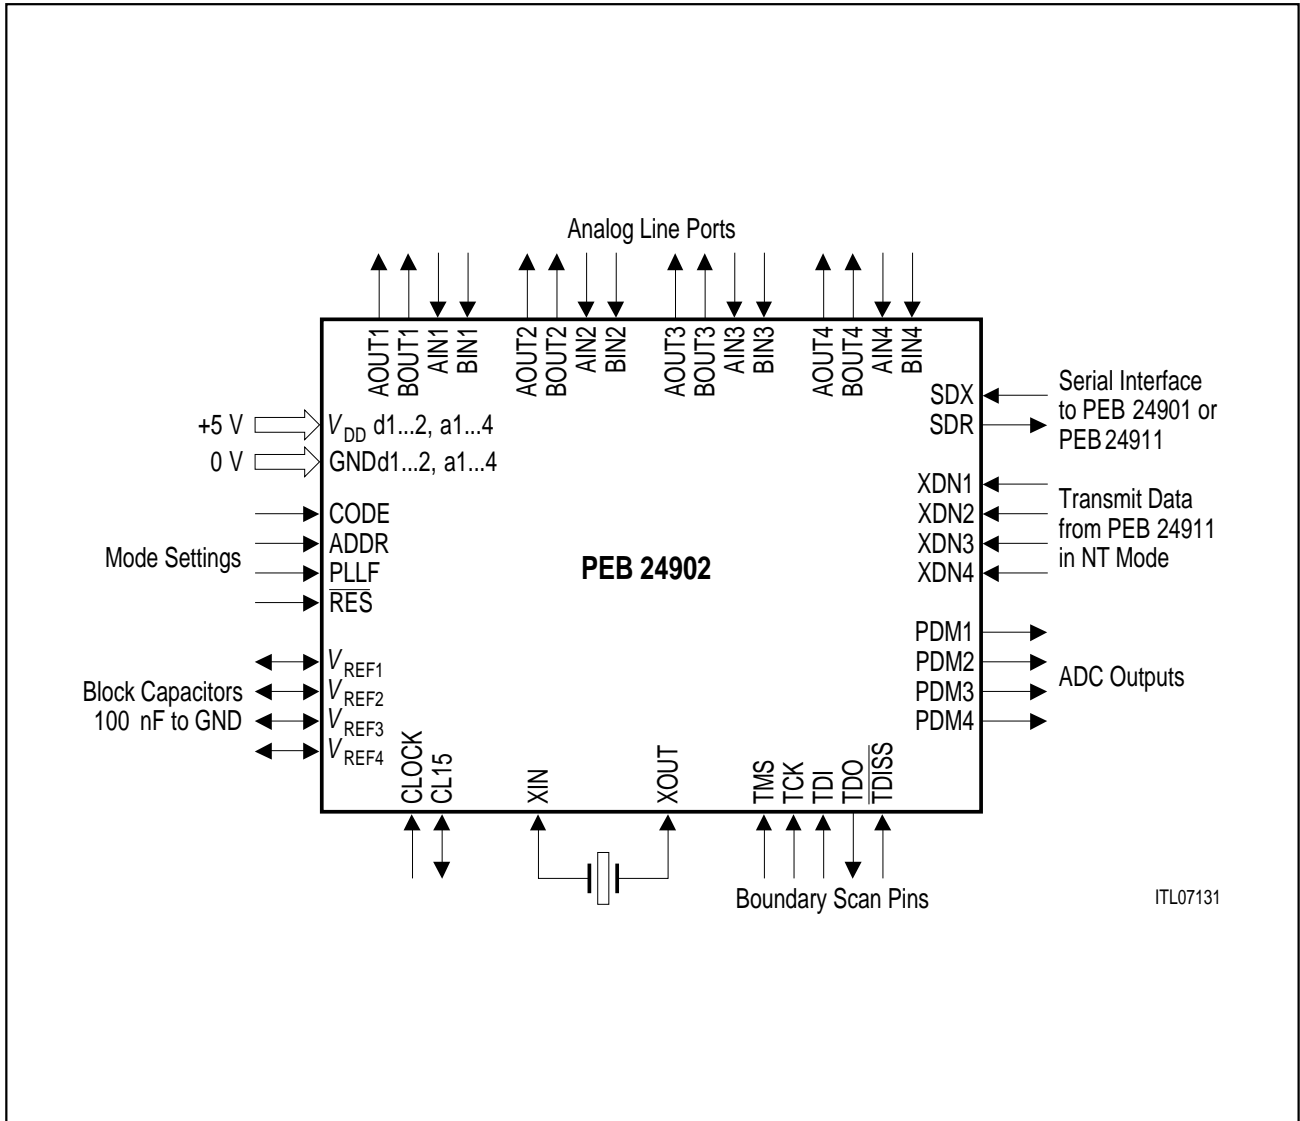 Analog Line Ports
AOUT1
BOUT1
AIN1
BIN1
AOUT2
BOUT2
AIN2
BIN2
AOUT3
BOUT3
AIN3
BIN3
AOUT4
BOUT4
AIN4
BIN4
+5 V
VDD d1...2, a1...4
0 V
GNDd1...2, a1...4
Mode Settings
CODE
ADDR
PLLF
RES
Block Capacitors
100 nF to GND
VREF1
VREF2
VREF3
VREF4
PEB 24902
SDX
SDR
Serial Interface
to PEB 24901 or
PEB 24911
XDN1
XDN2
XDN3
XDN4
Transmit Data
from PEB 24911
in NT Mode
PDM1
PDM2
PDM3
PDM4
ADC Outputs
CLOCK
CL15
XIN
XOUT
TMS
TCK
TDI
TDO
TDISS
Boundary Scan Pins
ITL07131